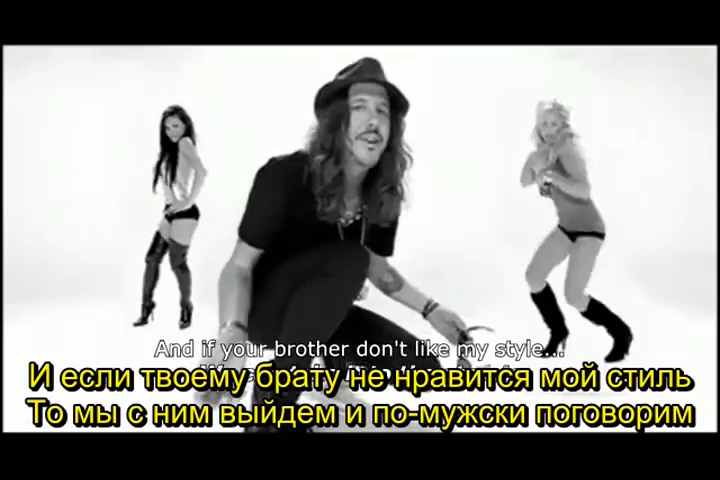 And if your brother don't like my style...
И если твоему брату не нравится мой стиль
То мы с ним выйдем и по-мужски поговорим